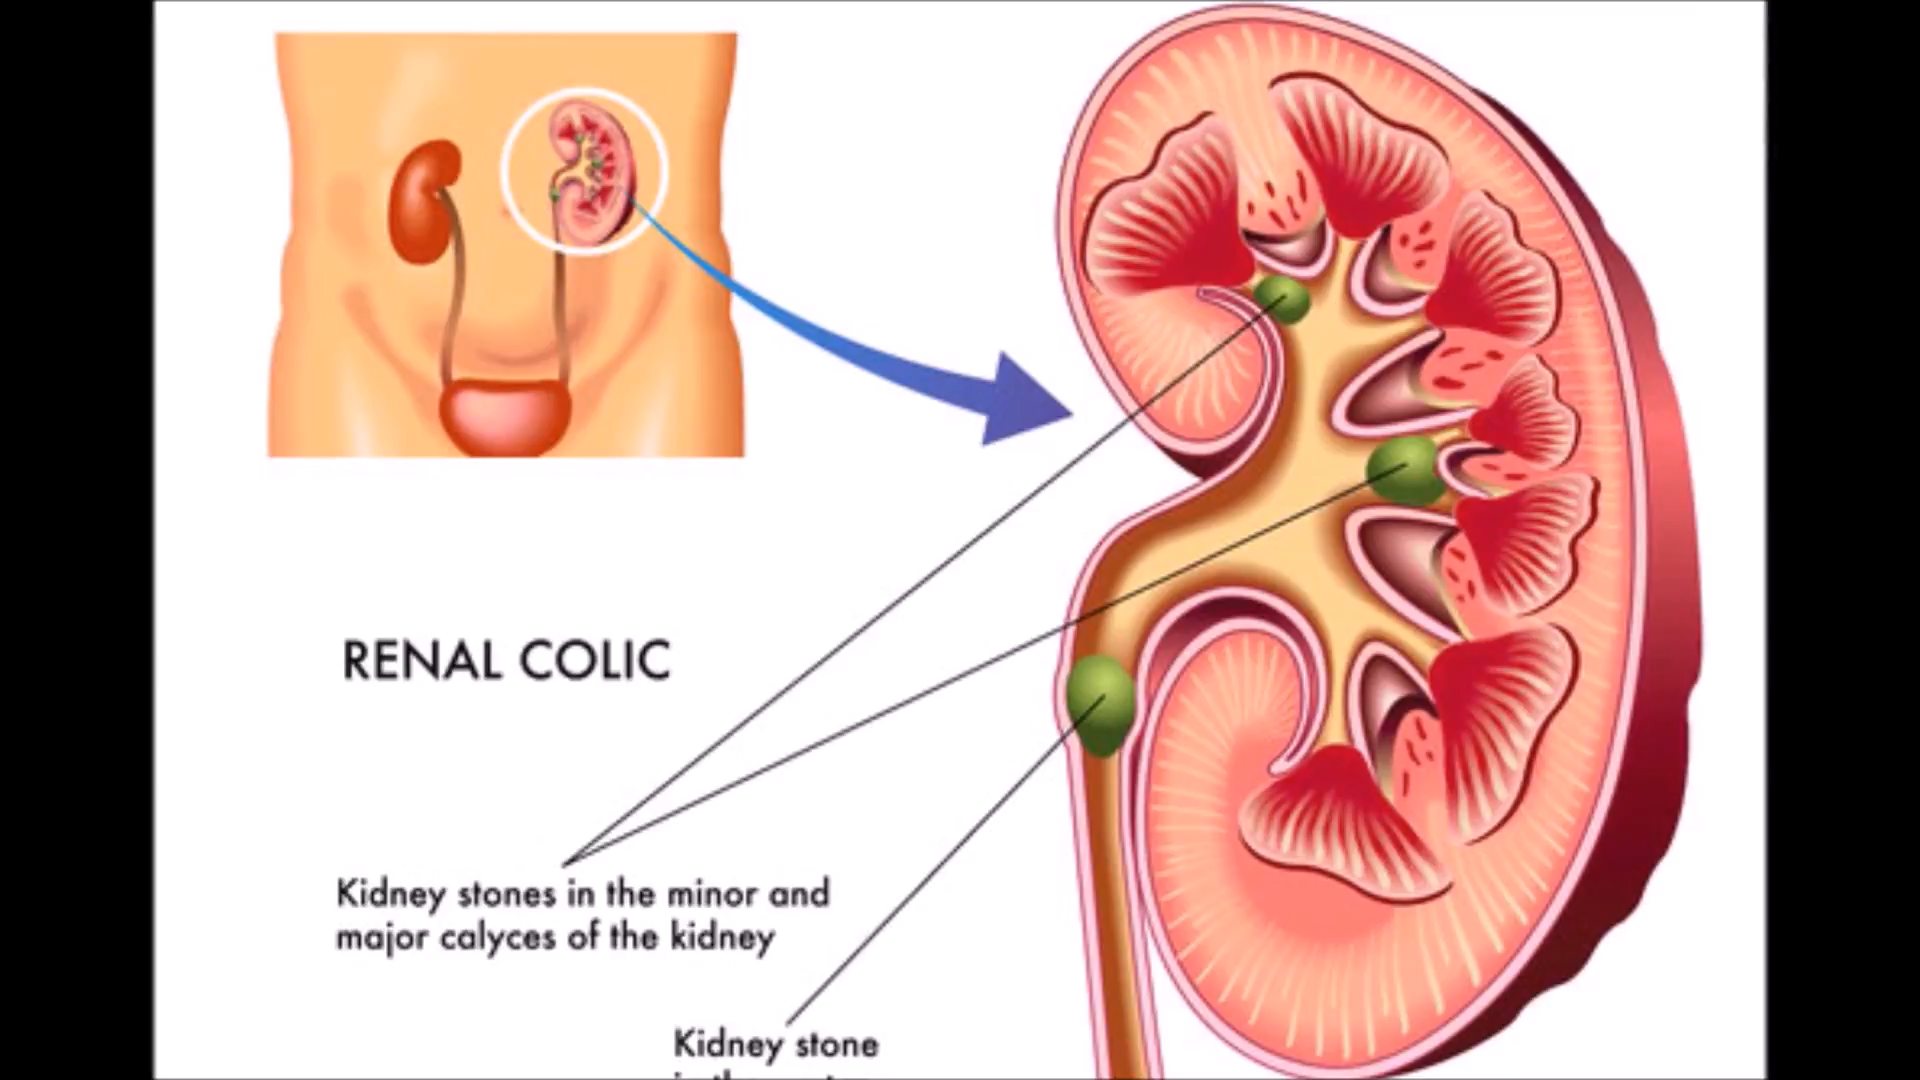 RENAL COLIC
Kidney stones in the minor and
major calyces of the kidney
Kidney stone